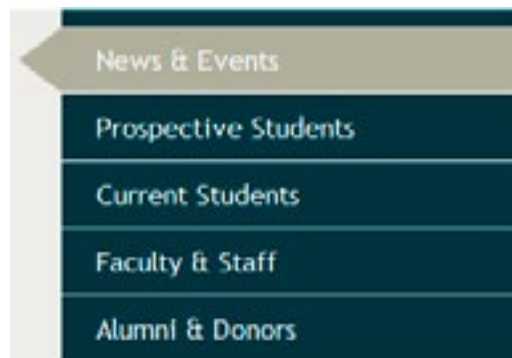 News & Events
Prospective Students
Current Students
Faculty & Staff
Alumni & Donors